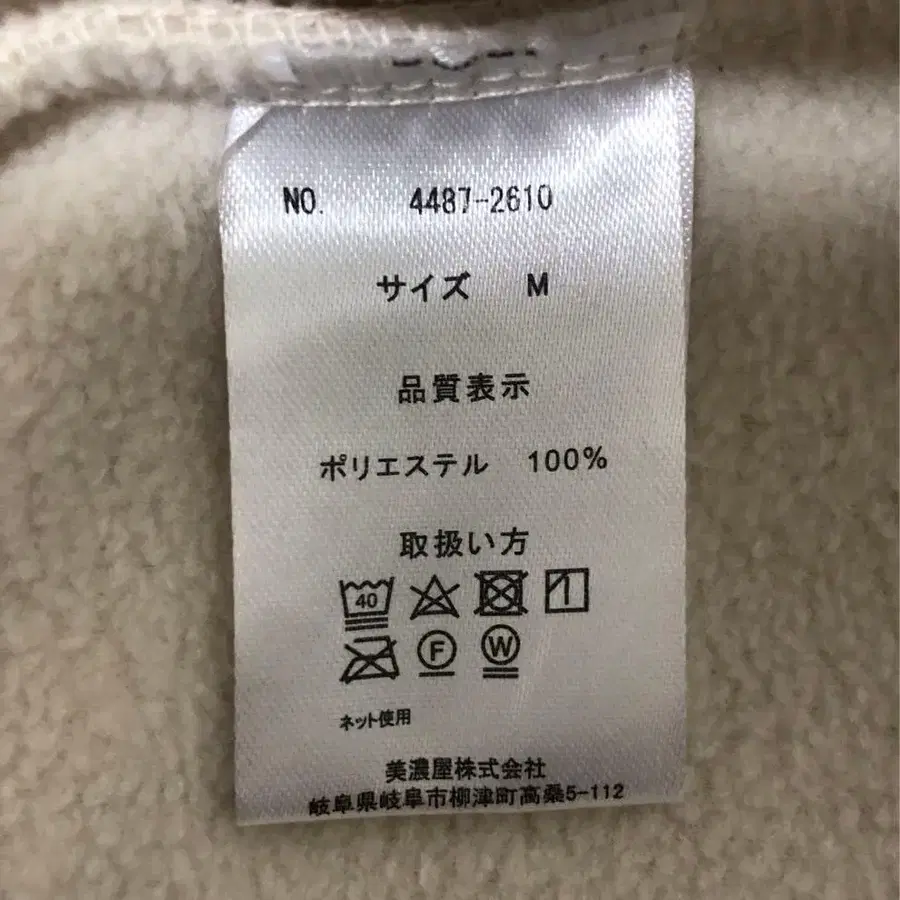 NO. 4487-2610
サイズ M
品質表示
ポリエステル 100%
取扱い方
40
F W
ネット使用
美濃屋株式会社
岐阜県岐阜市柳津町高桑5-112